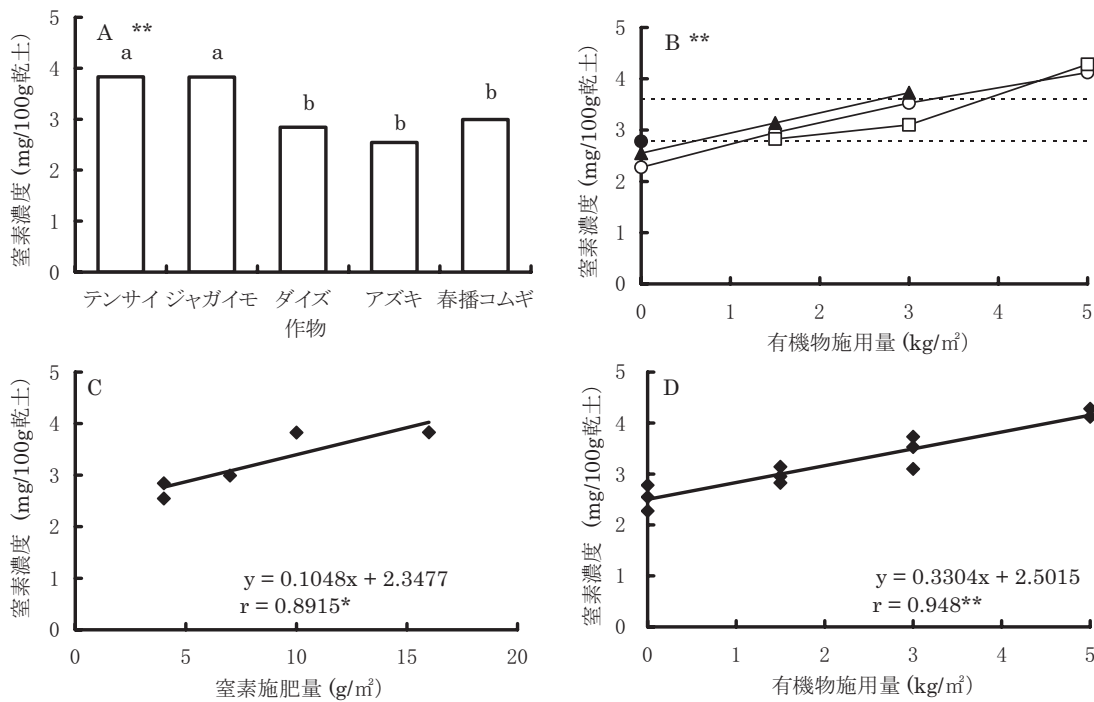 A **
a
a
b
b
b
5
4
3
2
1
0
窒素濃度 (mg/100g乾土)
テンサイ ジャガイモ ダイズ アズキ 春播コムギ
作物
B **
5
4
3
2
1
0
窒素濃度 (mg/100g乾土)
0 1 2 3 4 5
有機物施用量 (kg/㎡)
C
5
4
3
2
1
0
窒素濃度 (mg/100g乾土)
y = 0.1048x + 2.3477
r = 0.8915*
0 5 10 15 20
窒素施肥量 (g/㎡)
D
5
4
3
2
1
0
窒素濃度 (mg/100g乾土)
y = 0.3304x + 2.5015
r = 0.948**
0 1 2 3 4 5
有機物施用量 (kg/㎡)